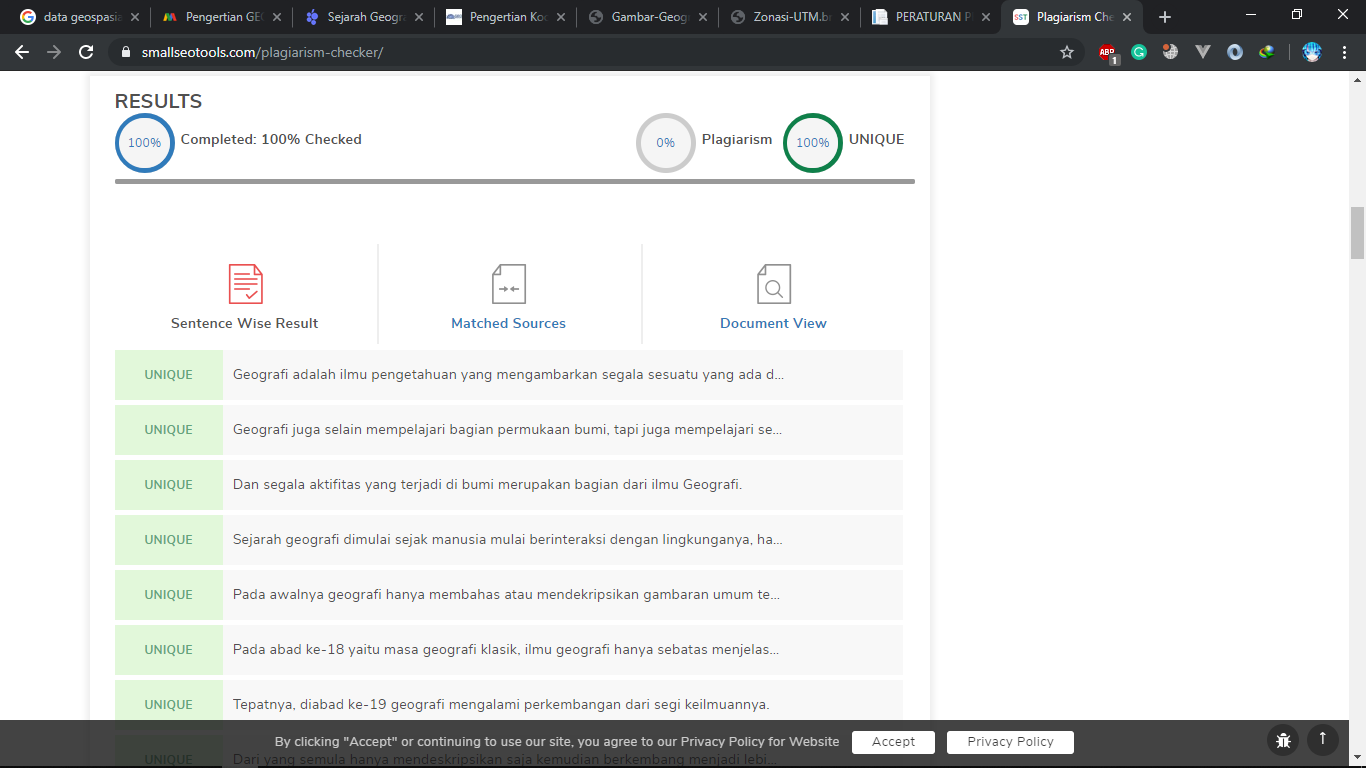 data geospasia
Pengertian GE
Sejarah Geogra
Pengertian Koo
Gambar-Geog
Zonasi-UTM.b
PERATURAN P
Plagiarism Che
smallseotools.com/plagiarism-checker/
ABP
1
RESULTS
100% Completed: 100% Checked
0% Plagiarism
100% UNIQUE
Sentence Wise Result
Matched Sources
Document View
UNIQUE Geografi adalah ilmu pengetahuan yang mengambarkan segala sesuatu yang ada d...
UNIQUE Geografi juga selain mempelajari bagian permukaan bumi, tapi juga mempelajari se...
UNIQUE Dan segala aktifitas yang terjadi di bumi merupakan bagian dari ilmu Geografi.
UNIQUE Sejarah geografi dimulai sejak manusia mulai berinteraksi dengan lingkunganya, ha...
UNIQUE Pada awalnya geografi hanya membahas atau mendekripsikan gambaran umum te...
UNIQUE Pada abad ke-18 yaitu masa geografi klasik, ilmu geografi hanya sebatas menjelas...
UNIQUE Tepatnya, diabad ke-19 geografi mengalami perkembangan dari segi keilmuannya.
By clicking "Accept" or continuing to use our site, you agree to our Privacy Policy for Website
Accept
Privacy Policy
UNIQUE Dari yang semula hanya mendeskripsikan saja kemudian berkembang menjadi lebi...